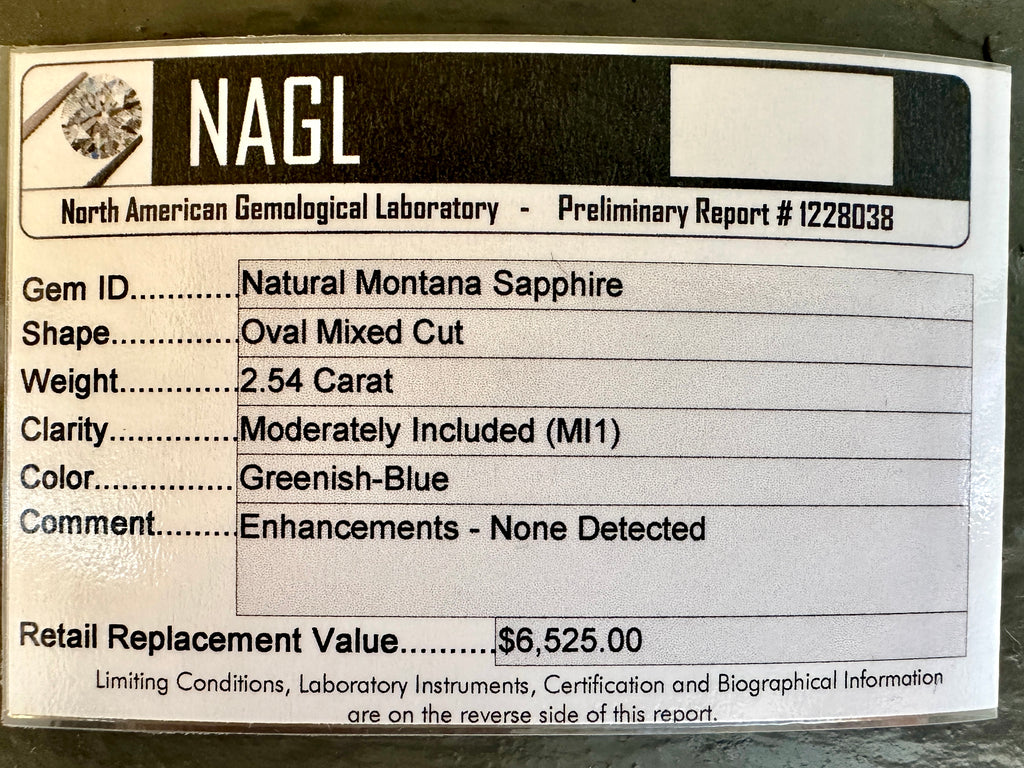 NAGL
North American Gemological Laboratory - Preliminary Report # 1228038
Gem ID............Natural Montana Sapphire
Shape..............Oval Mixed Cut
Weight.............2.54 Carat
Clarity..............Moderately Included (MI1)
Color...............Greenish-Blue
Comment.........Enhancements - None Detected
Retail Replacement Value..........$6,525.00
Limiting Conditions, Laboratory Instruments, Certification and Biographical Information
are on the reverse side of this report.